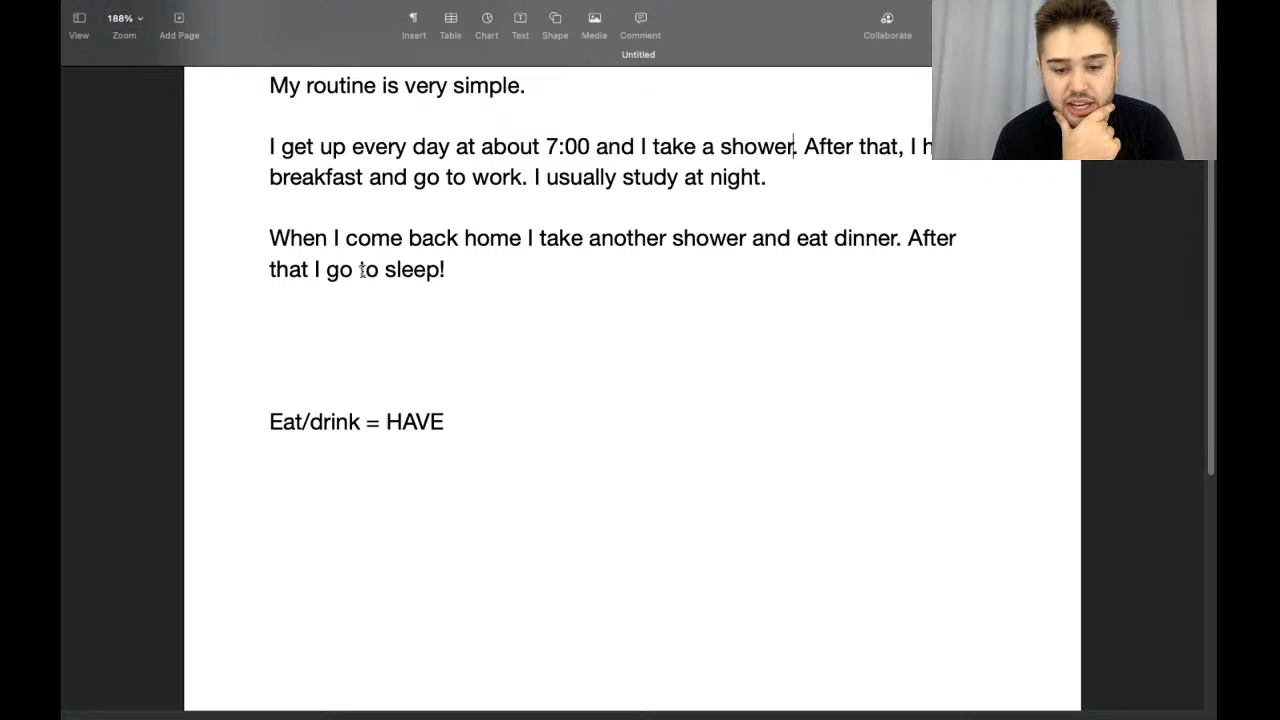 188%
View
Zoom
Add Page
Insert
Table
Chart
Text
Shape
Media
Comment
Collaborate
Untitled
My routine is very simple.
I get up every day at about 7:00 and I take a shower. After that, I
breakfast and go to work. I usually study at night.
When I come back home I take another shower and eat dinner. After
that I go to sleep!
Eat/drink = HAVE